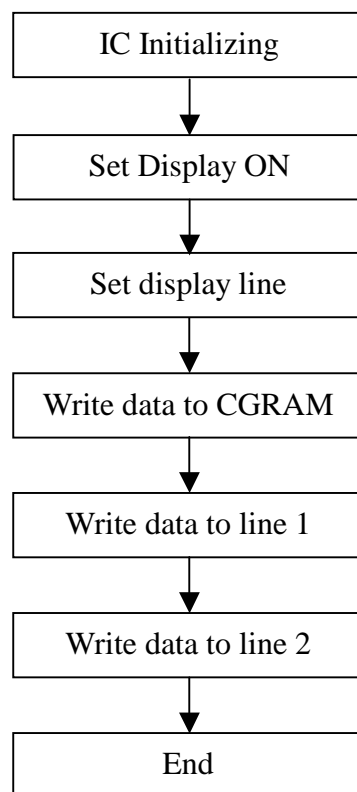 IC Initializing
Set Display ON
Set display line
Write data to CGRAM
Write data to line 1
Write data to line 2
End